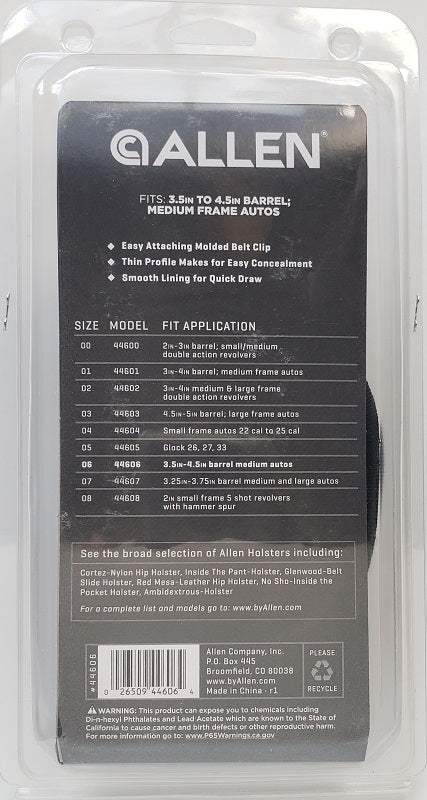 ALLEN®
FITS: 3.5IN TO 4.5IN BARREL;
MEDIUM FRAME AUTOS
◆ Easy Attaching Molded Belt Clip
◆ Thin Profile Makes for Easy Concealment
◆ Smooth Lining for Quick Draw
SIZE MODEL FIT APPLICATION
00 44600 2IN-3IN barrel; small/medium
double action revolvers
01 44601 3IN-4IN barrel; medium frame autos
02 44602 3IN-4IN medium & large frame
double action revolvers
03 44603 4.5IN-5IN barrel; large frame autos
04 44604 Small frame autos 22 cal to 25 cal
05 44605 Glock 26, 27, 33
06 44606 3.5IN-4.5IN barrel medium autos
07 44607 3.25IN-3.75IN barrel medium and large autos
08 44608 2IN small frame 5 shot revolvers
with hammer spur
See the broad selection of Allen Holsters including:
Cortez-Nylon Hip Holster, Inside The Pant-Holster, Glenwood-Belt
Slide Holster, Red Mesa-Leather Hip Holster, No Sho-Inside the
Pocket Holster, Ambidextrous-Holster
For a complete list and models go to: www.byAllen.com
#44606
0 26509 44606 4
Allen Company, Inc.
P.O. Box 445
Broomfield, CO 80038
www.byAllen.com
Made in China · r1
PLEASE
RECYCLE
⚠ WARNING: This product can expose you to chemicals including
Di-n-hexyl Phthalates and Lead Acetate which are known to the State of
California to cause cancer and birth defects or other reproductive harm.
For more information go to: www.P65Warnings.ca.gov